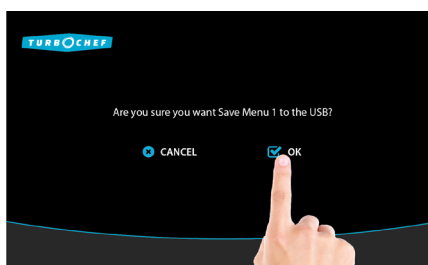 TURBOCHEF
Are you sure you want Save Menu 1 to the USB?
CANCEL
OK